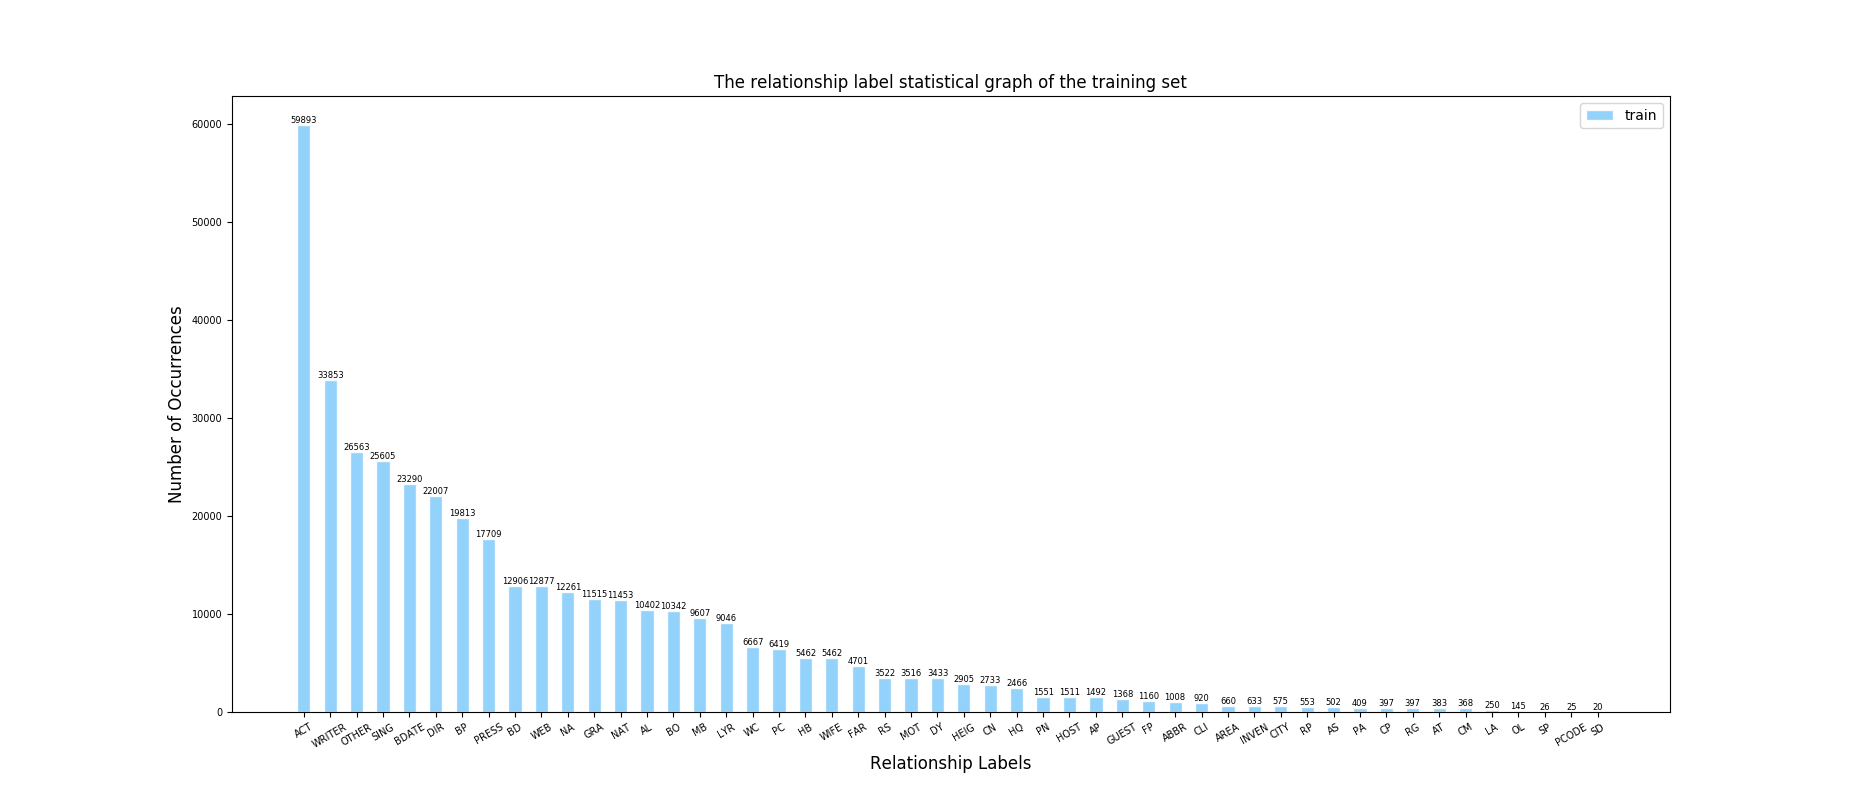 The relationship label statistical graph of the training set
train
Number of Occurrences
60000
50000
40000
30000
20000
10000
0
59893
33853
26563
25605
23290
22007
19813
17709
12906
12877
12261
11515
11453
10402
10342
9607
9046
6667
6419
5462
5462
4701
3522
3516
3433
2905
2733
2466
1551
1511
1492
1368
1160
1008
920
660
633
575
553
502
409
397
397
383
368
250
145
26
25
20
ACT
WRITER
OTHER
SING
BDATE
DIR
BP
PRESS
BD
WEB
NA
GRA
NAT
AL
BO
MB
LYR
WC
PC
HB
WIFE
FAR
RS
MOT
DY
HEIG
CN
HQ
PN
HOST
AP
GUEST
FP
ABBR
CLI
AREA
INVEN
CITY
RP
AS
PA
CP
RG
AT
CM
LA
OL
SP
PCODE
SD
Relationship Labels